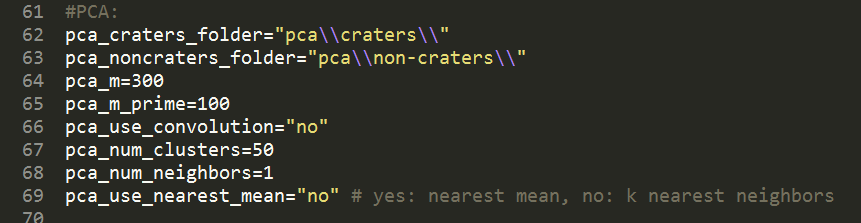 61 #PCA:
62 pca_craters_folder="pca\\craters\\"
63 pca_noncraters_folder="pca\\non-craters\\"
64 pca_m=300
65 pca_m_prime=100
66 pca_use_convolution="no"
67 pca_num_clusters=50
68 pca_num_neighbors=1
69 pca_use_nearest_mean="no" # yes: nearest mean, no: k nearest neighbors
70